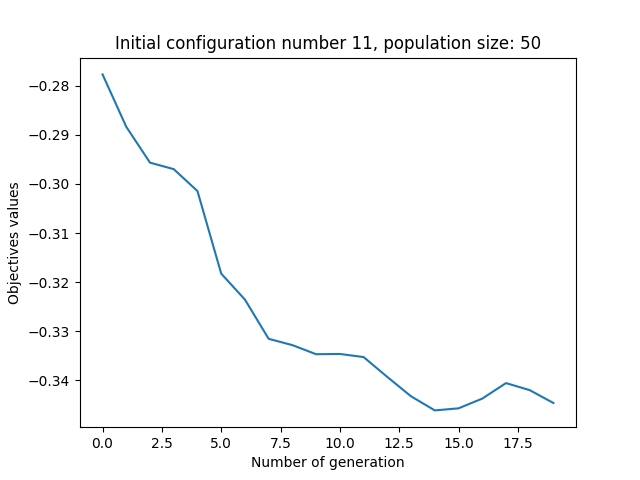 Initial configuration number 11, population size: 50
−0.28
−0.29
−0.30
−0.31
−0.32
−0.33
−0.34
Objectives values
0.0 2.5 5.0 7.5 10.0 12.5 15.0 17.5
Number of generation